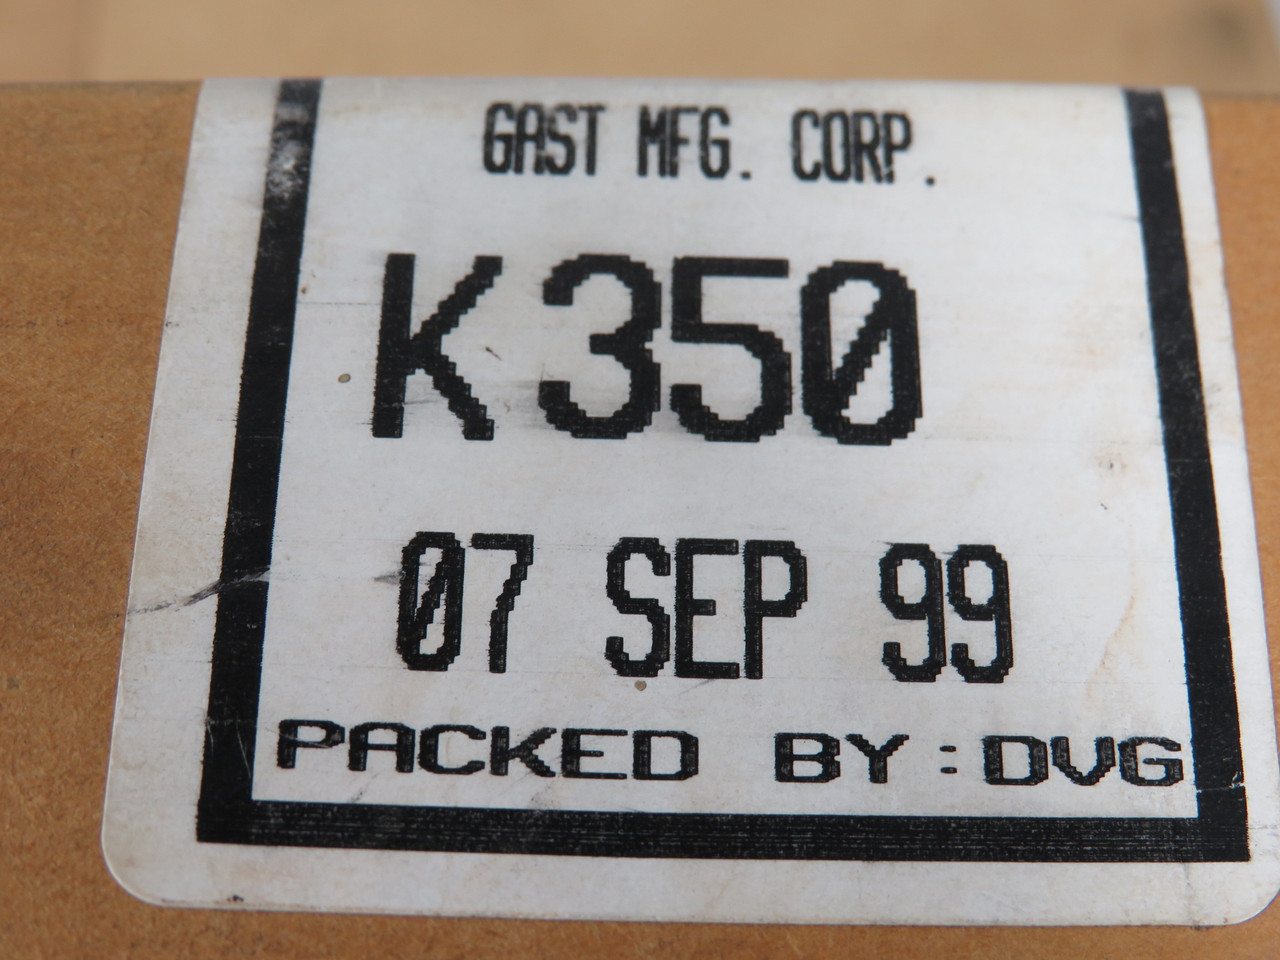 GAST MFG. CORP.
K350
07 SEP 99
PACKED BY:DVG